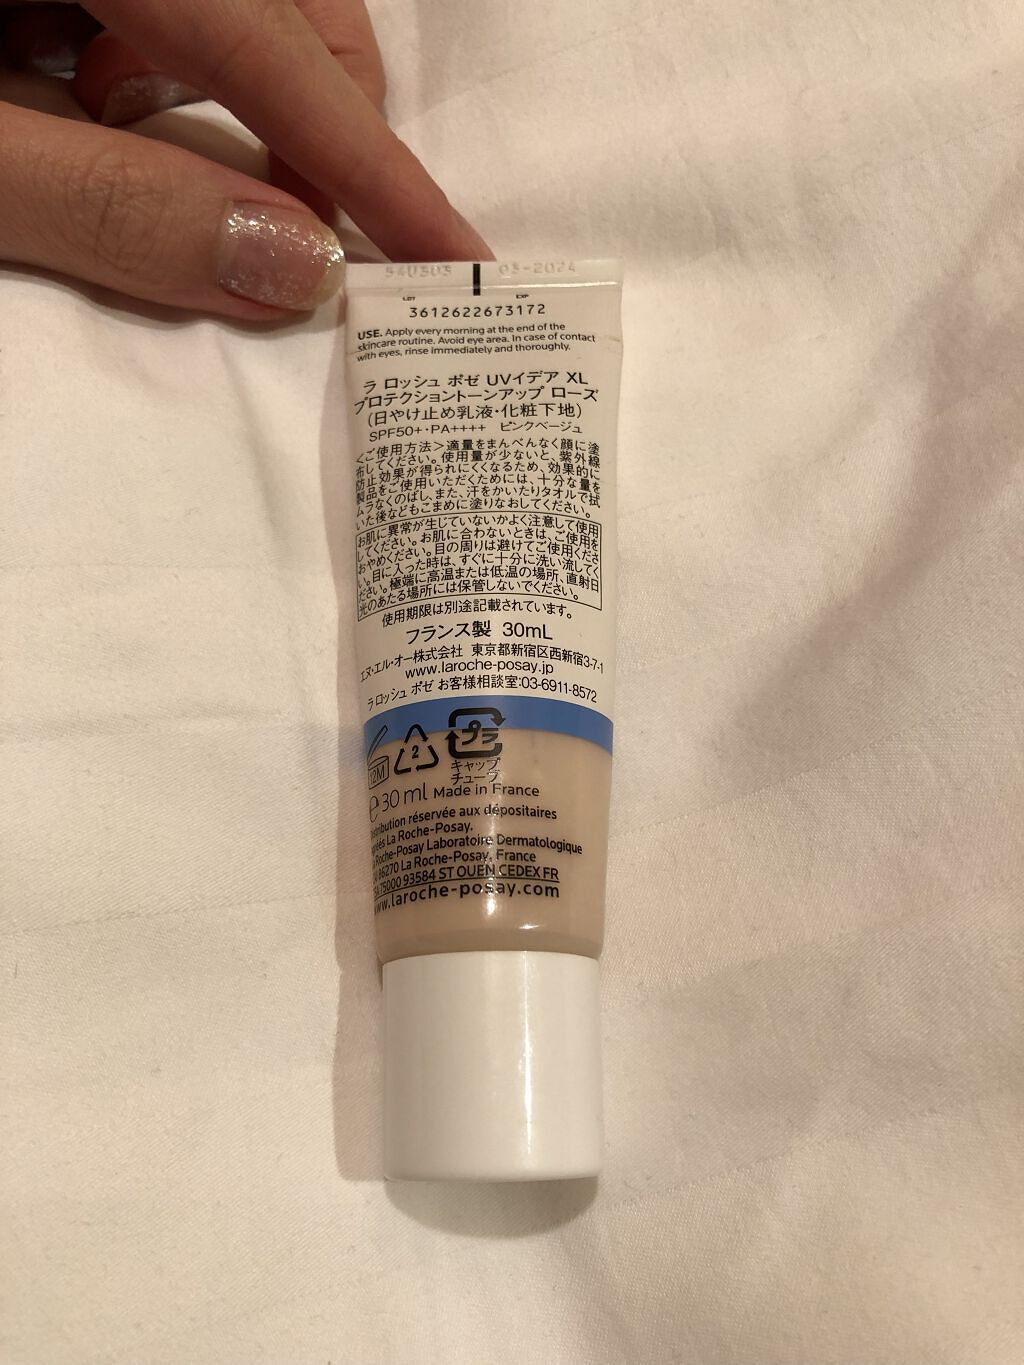 54U303 03-2024
LOT EXP
3612622673172
USE. Apply every morning at the end of the
skincare routine. Avoid eye area. In case of contact
with eyes, rinse immediately and thoroughly.
ラ ロッシュ ポゼ UVイデア XL
プロテクショントーンアップ ローズ
(日やけ止め乳液・化粧下地)
SPF50+・PA++++ ピンクベージュ
<ご使用方法>適量をまんべんなく顔に塗
布してください。使用量が少ないと、紫外線
防止効果が得られにくくなるため、効果的に
製品をご使用いただくためには、十分な量を
ムラなくのばし、また、汗をかいたりタオルで拭
いた後などもこまめに塗りなおしてください。
お肌に異常が生じていないかよく注意して使用
してください。お肌に合わないときは、ご使用を
おやめください。目の周りは避けてご使用くださ
い。目に入った時は、すぐに十分に洗い流してく
ださい。極端に高温または低温の場所、直射日
光のあたる場所には保管しないでください。
使用期限は別途記載されています。
フランス製 30mL
エヌ・エル・オー株式会社 東京都新宿区西新宿3-7-1
www.laroche-posay.jp
ラ ロッシュ ポゼ お客様相談室:03-6911-8572
12M 2 プラ
キャップ
チューブ
e 30 ml Made in France
stribution réservée aux dépositaires
gréés La Roche-Posay.
a Roche-Posay Laboratoire Dermatologique
86270 La Roche-Posay, France
75000 93584 ST OUEN CEDEX FR
www.laroche-posay.com